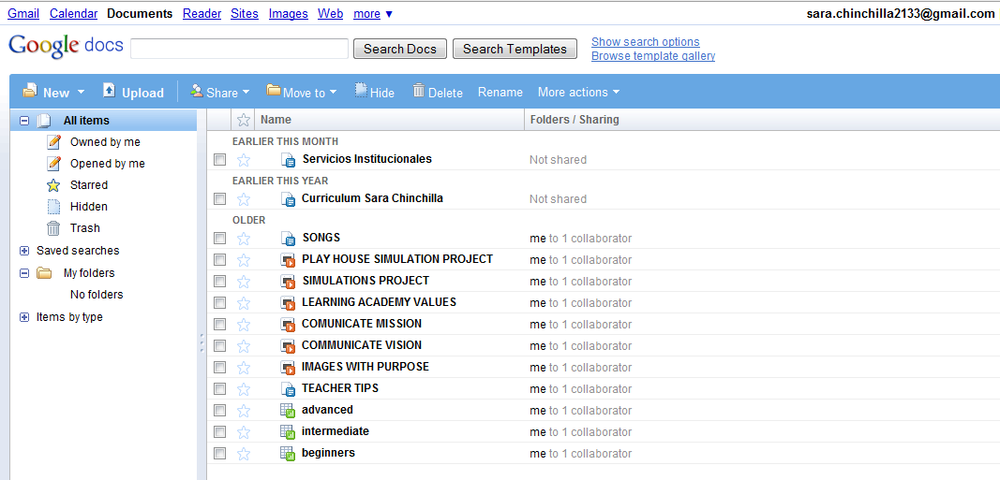 Gmail Calendar Documents Reader Sites Images Web more ▼ sara.chinchilla2133@gmail.com
Google docs Search Docs Search Templates Show search options
Browse template gallery
New Upload Share Move to Hide Delete Rename More actions
All items
Owned by me
Opened by me
Starred
Hidden
Trash
Saved searches
My folders
No folders
Items by type
Name Folders / Sharing
EARLIER THIS MONTH
Servicios Institucionales Not shared
EARLIER THIS YEAR
Curriculum Sara Chinchilla Not shared
OLDER
SONGS me to 1 collaborator
PLAY HOUSE SIMULATION PROJECT me to 1 collaborator
SIMULATIONS PROJECT me to 1 collaborator
LEARNING ACADEMY VALUES me to 1 collaborator
COMUNICATE MISSION me to 1 collaborator
COMMUNICATE VISION me to 1 collaborator
IMAGES WITH PURPOSE me to 1 collaborator
TEACHER TIPS me to 1 collaborator
advanced me to 1 collaborator
intermediate me to 1 collaborator
beginners me to 1 collaborator